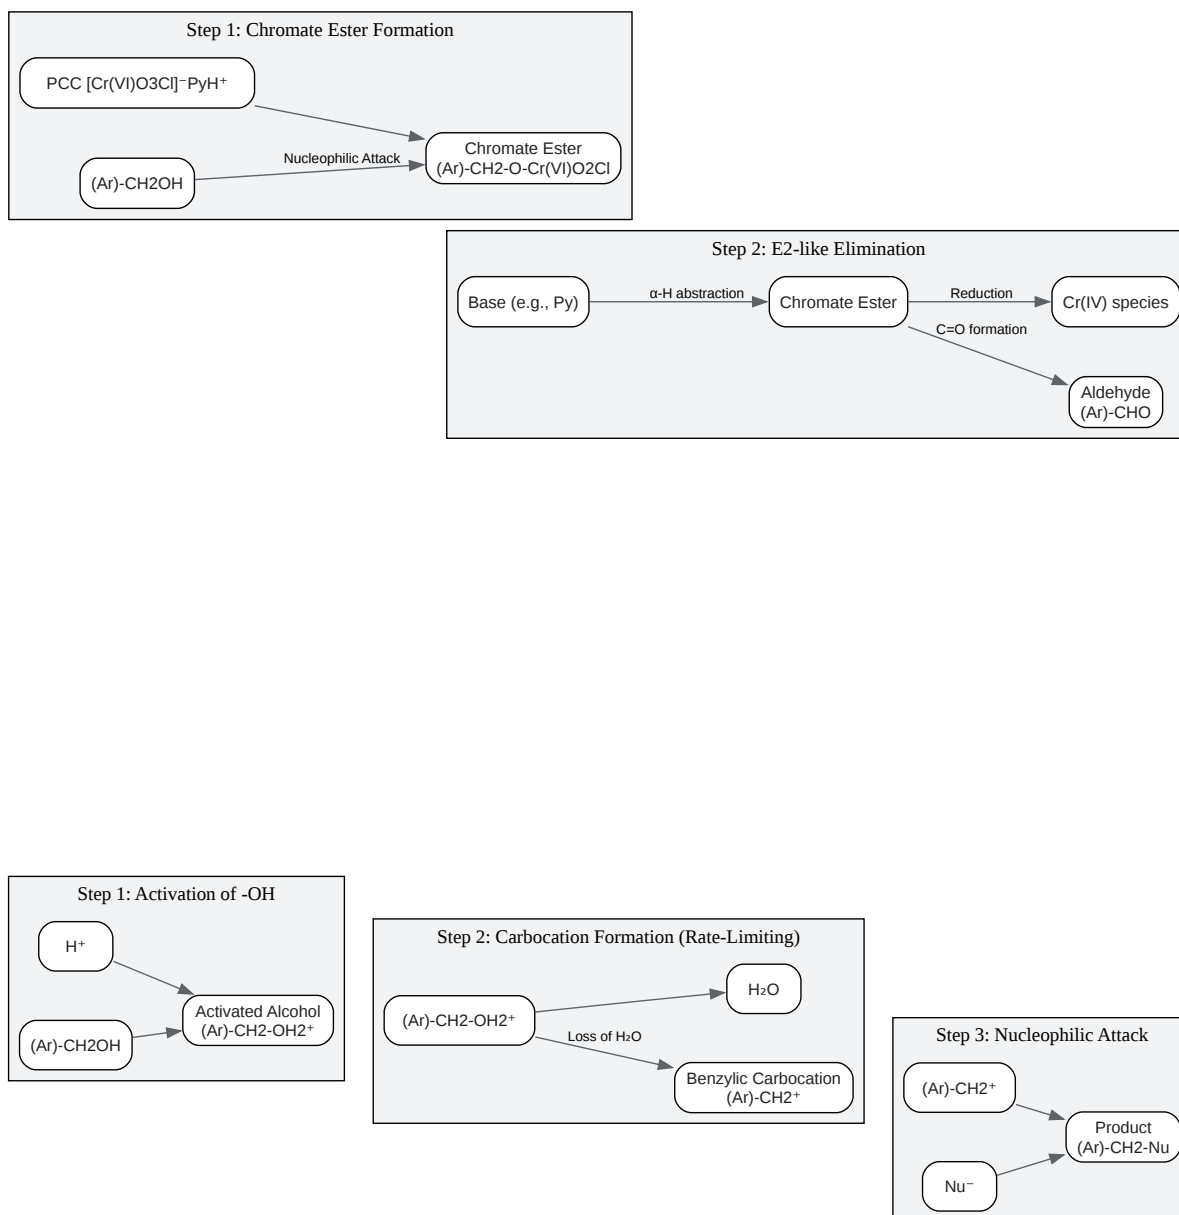 Step 1: Chromate Ester Formation
PCC [Cr(VI)O3Cl]⁻PyH⁺
Nucleophilic Attack
Chromate Ester
(Ar)-CH2-O-Cr(VI)O2Cl
(Ar)-CH2OH
Step 2: E2-like Elimination
Base (e.g., Py)
α-H abstraction
Chromate Ester
Reduction
Cr(IV) species
C=O formation
Aldehyde
(Ar)-CHO
Step 1: Activation of -OH
H⁺
Activated Alcohol
(Ar)-CH2-OH2⁺
(Ar)-CH2OH
Step 2: Carbocation Formation (Rate-Limiting)
H₂O
(Ar)-CH2-OH2⁺
Loss of H₂O
Benzylic Carbocation
(Ar)-CH2⁺
Step 3: Nucleophilic Attack
(Ar)-CH2⁺
Product
(Ar)-CH2-Nu
Nu⁻